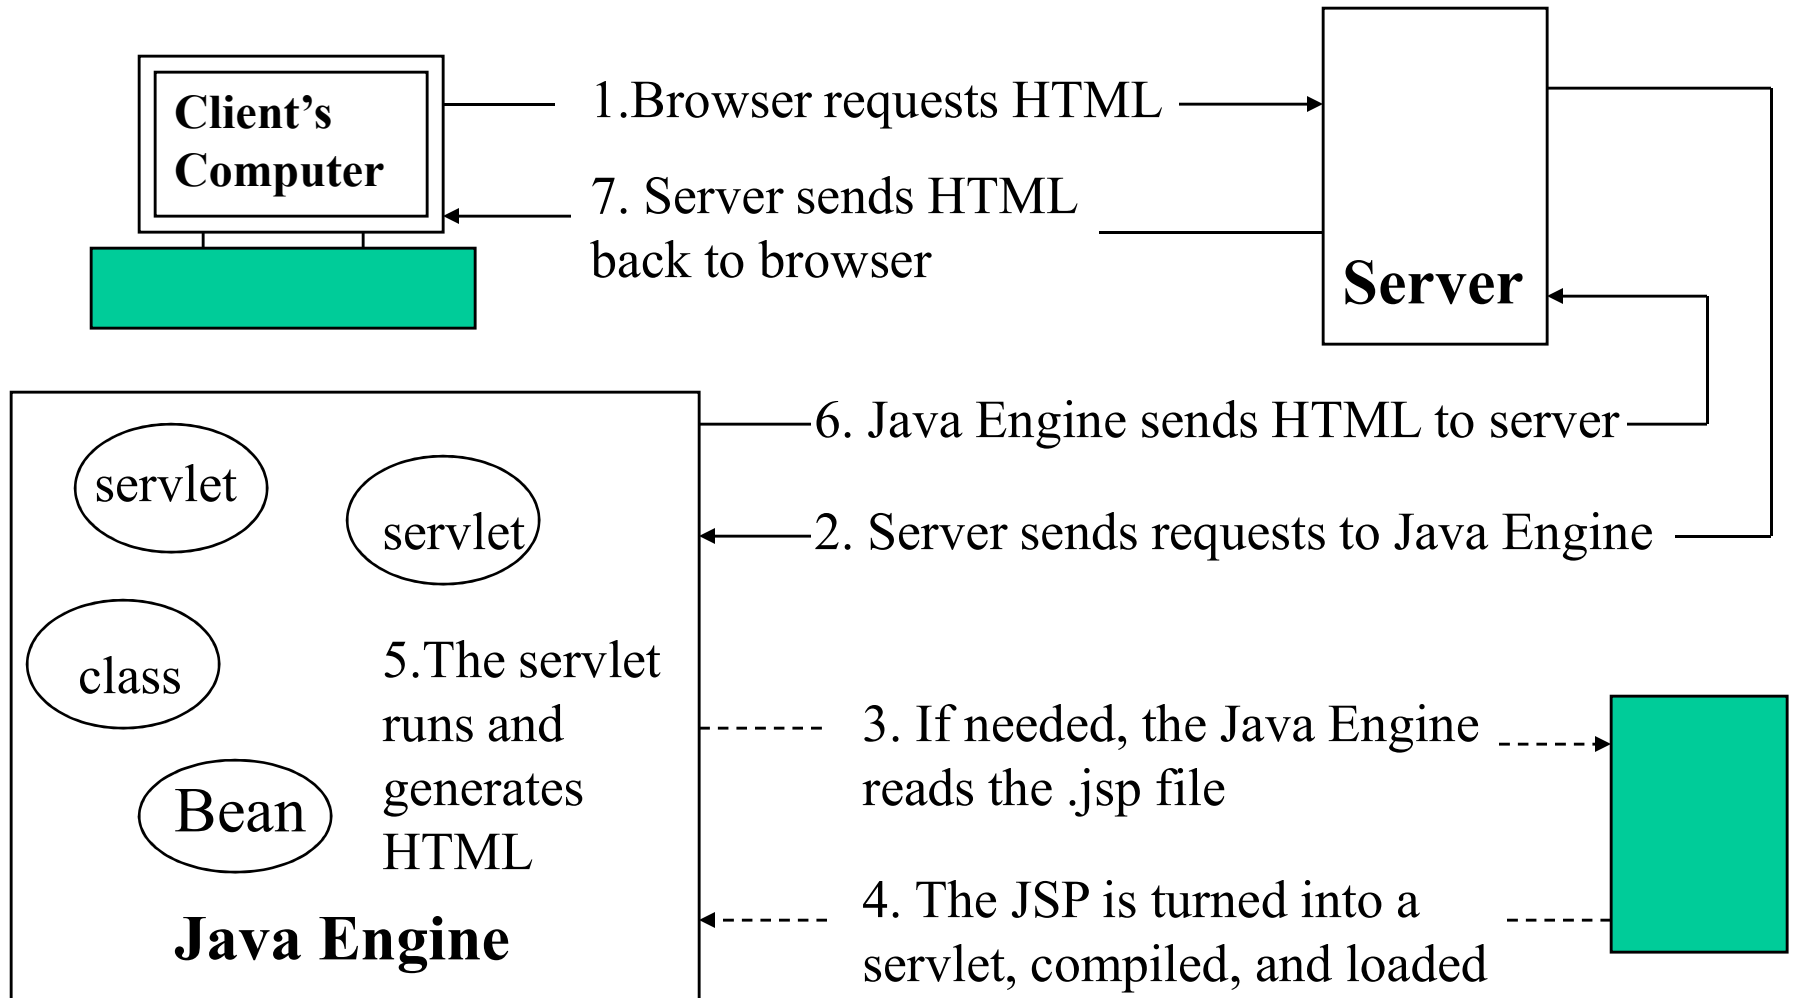 Client’s
Computer
1.Browser requests HTML
7. Server sends HTML
back to browser
Server
6. Java Engine sends HTML to server
2. Server sends requests to Java Engine
servlet
servlet
class
Bean
5.The servlet
runs and
generates
HTML
Java Engine
3. If needed, the Java Engine
reads the .jsp file
4. The JSP is turned into a
servlet, compiled, and loaded